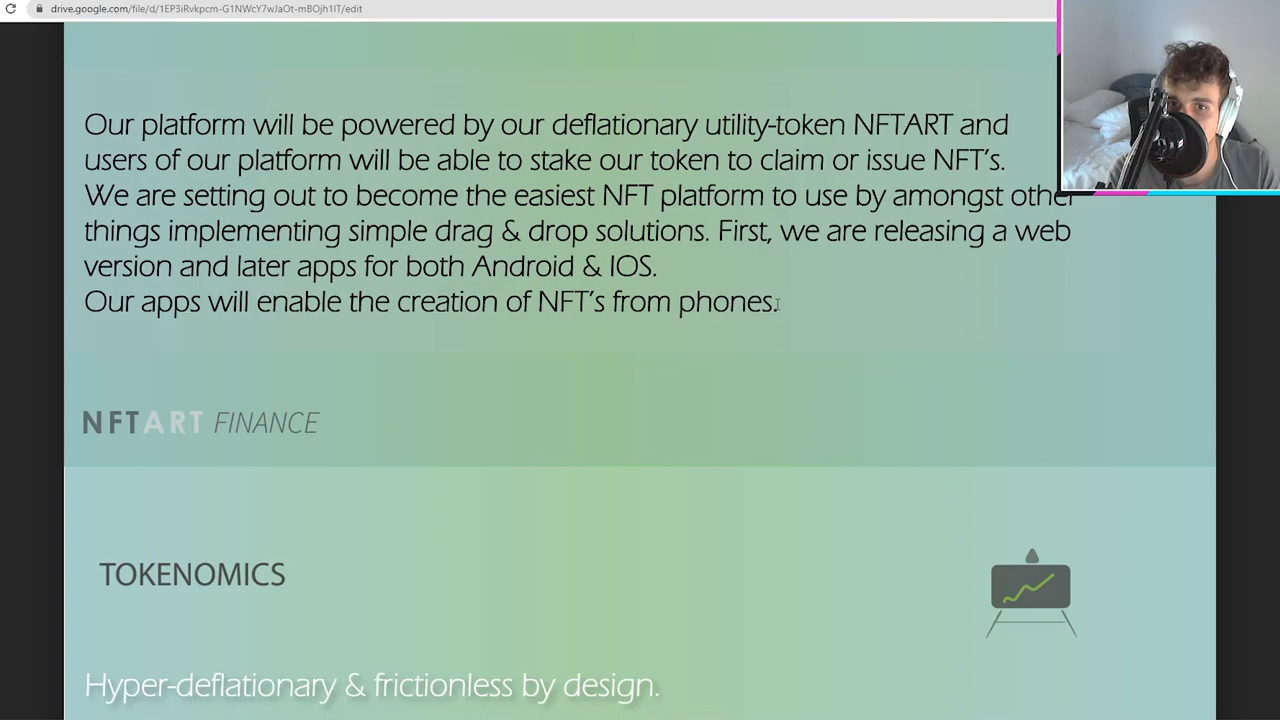 drive.google.com/file/d/1EP3iRvkpcm-G1NWcY7wJaOt-mBOjh1lT/edit
Our platform will be powered by our deflationary utility-token NFTART and
users of our platform will be able to stake our token to claim or issue NFT's.
We are setting out to become the easiest NFT platform to use by amongst other
things implementing simple drag & drop solutions. First, we are releasing a web
version and later apps for both Android & IOS.
Our apps will enable the creation of NFT's from phones.
NFTART FINANCE
TOKENOMICS
Hyper-deflationary & frictionless by design.